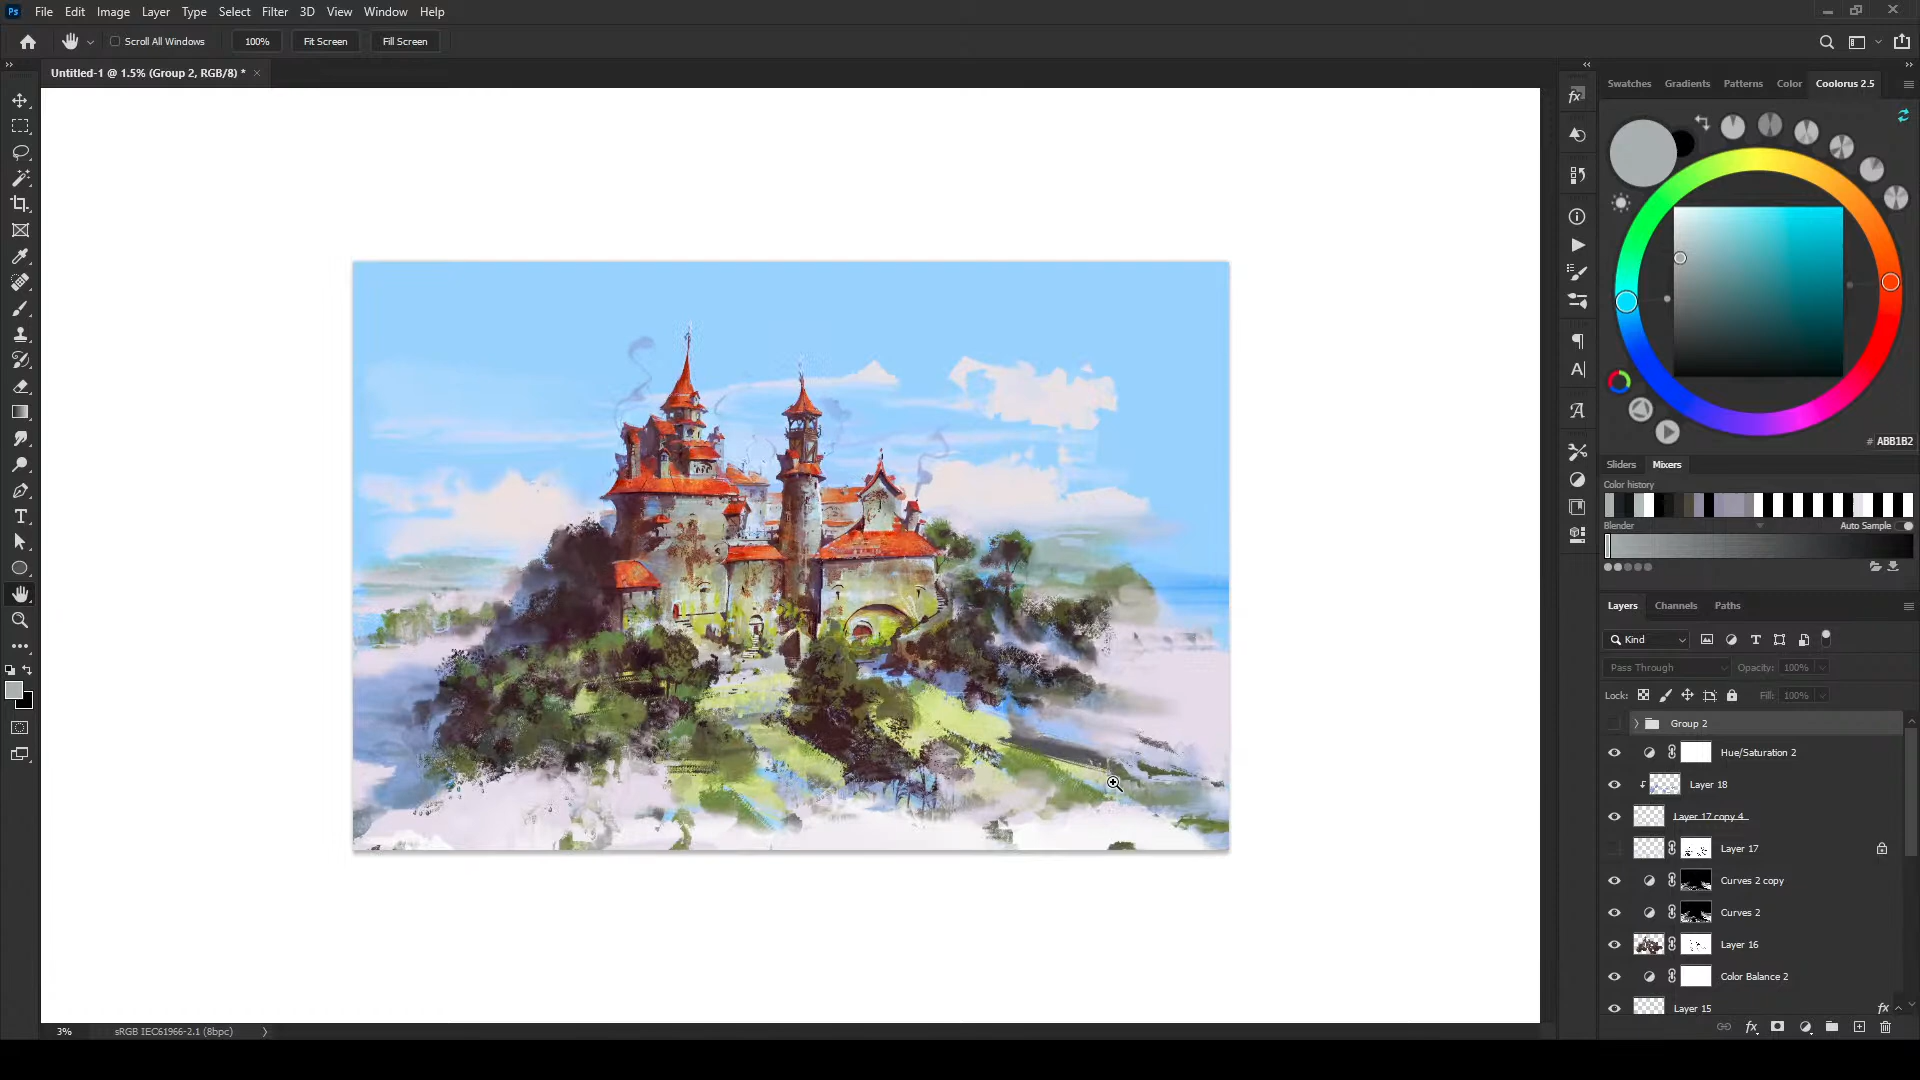 Ps File Edit Image Layer Type Select Filter 3D View Window Help
Scroll All Windows 100% Fit Screen Fill Screen
Untitled-1 @ 1.5% (Group 2, RGB/8) *
Swatches Gradients Patterns Color Coolorus 2.5
# ABB1B2
Sliders Mixers
Color history
Blender Auto Sample
Layers Channels Paths
Kind
Pass Through Opacity: 100%
Lock: Fill: 100%
Group 2
Hue/Saturation 2
Layer 18
Layer 17 copy 4
Layer 17
Curves 2 copy
Curves 2
Layer 16
Color Balance 2
Layer 15 fx
3% sRGB IEC61966-2.1 (8bpc)